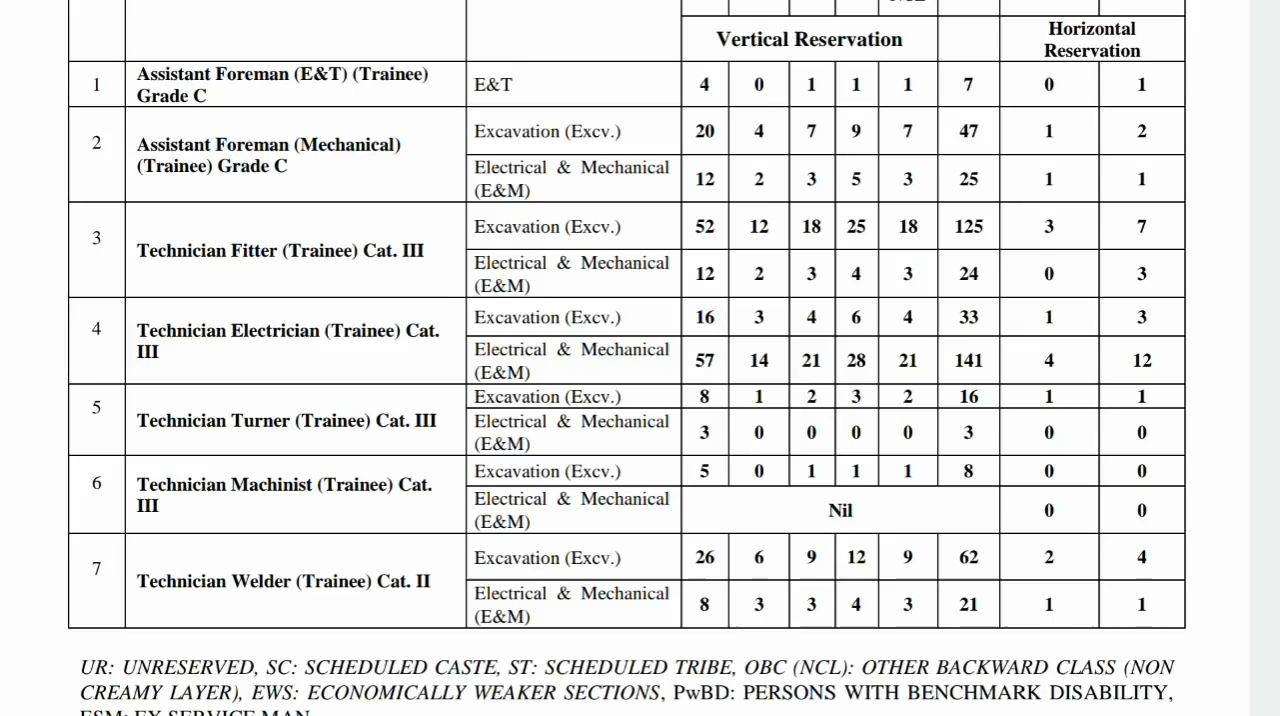 Vertical Reservation
Horizontal
Reservation
1 Assistant Foreman (E&T) (Trainee) Grade C E&T 4 0 1 1 1 7 0 1
2 Assistant Foreman (Mechanical) (Trainee) Grade C Excavation (Excv.) 20 4 7 9 7 47 1 2
Electrical & Mechanical (E&M) 12 2 3 5 3 25 1 1
3 Technician Fitter (Trainee) Cat. III Excavation (Excv.) 52 12 18 25 18 125 3 7
Electrical & Mechanical (E&M) 12 2 3 4 3 24 0 3
4 Technician Electrician (Trainee) Cat. III Excavation (Excv.) 16 3 4 6 4 33 1 3
Electrical & Mechanical (E&M) 57 14 21 28 21 141 4 12
5 Technician Turner (Trainee) Cat. III Excavation (Excv.) 8 1 2 3 2 16 1 1
Electrical & Mechanical (E&M) 3 0 0 0 0 3 0 0
6 Technician Machinist (Trainee) Cat. III Excavation (Excv.) 5 0 1 1 1 8 0 0
Electrical & Mechanical (E&M) Nil 0 0
7 Technician Welder (Trainee) Cat. II Excavation (Excv.) 26 6 9 12 9 62 2 4
Electrical & Mechanical (E&M) 8 3 3 4 3 21 1 1
UR: UNRESERVED, SC: SCHEDULED CASTE, ST: SCHEDULED TRIBE, OBC (NCL): OTHER BACKWARD CLASS (NON
CREAMY LAYER), EWS: ECONOMICALLY WEAKER SECTIONS, PwBD: PERSONS WITH BENCHMARK DISABILITY,
ESM: EX SERVICE MAN